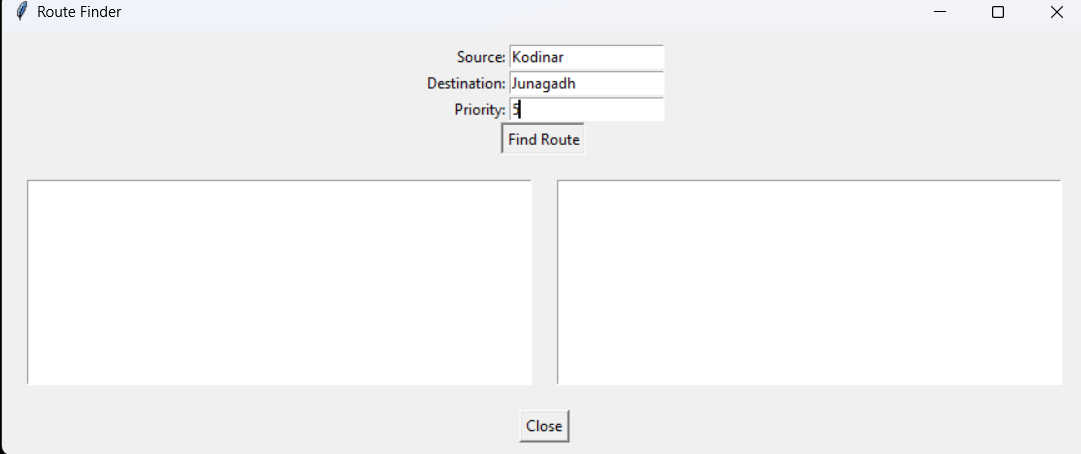 Route Finder
Source: Kodinar
Destination: Junagadh
Priority: 5
Find Route
Close